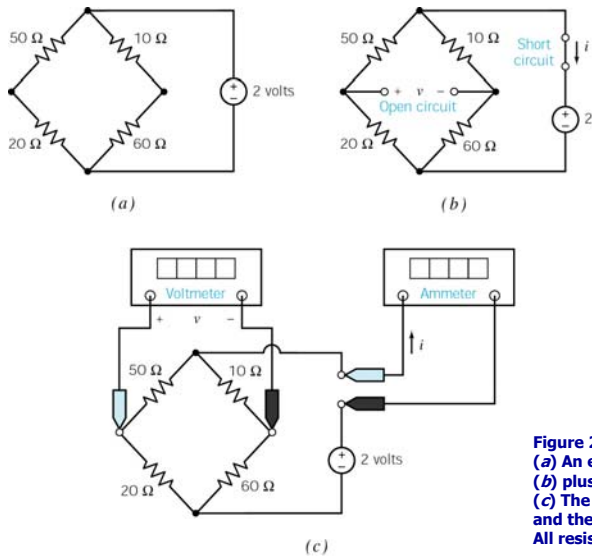 50 Ω
10 Ω
20 Ω
60 Ω
+
−
2 volts
(a)
50 Ω
10 Ω
+ v −
Open circuit
20 Ω
60 Ω
Short
circuit
i
+
−
2
(b)
Voltmeter
+ v −
Ammeter
i
50 Ω
10 Ω
20 Ω
60 Ω
+
−
2 volts
(c)
Figure 2
(a) An e
(b) plus
(c) The
and the
All resis